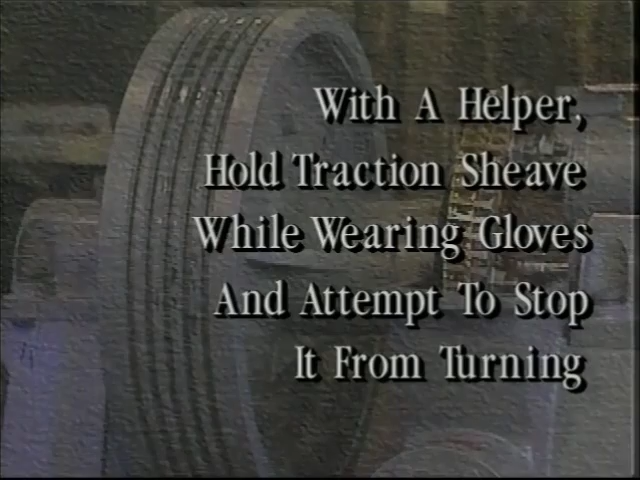 With A Helper,
Hold Traction Sheave
While Wearing Gloves
And Attempt To Stop
It From Turning